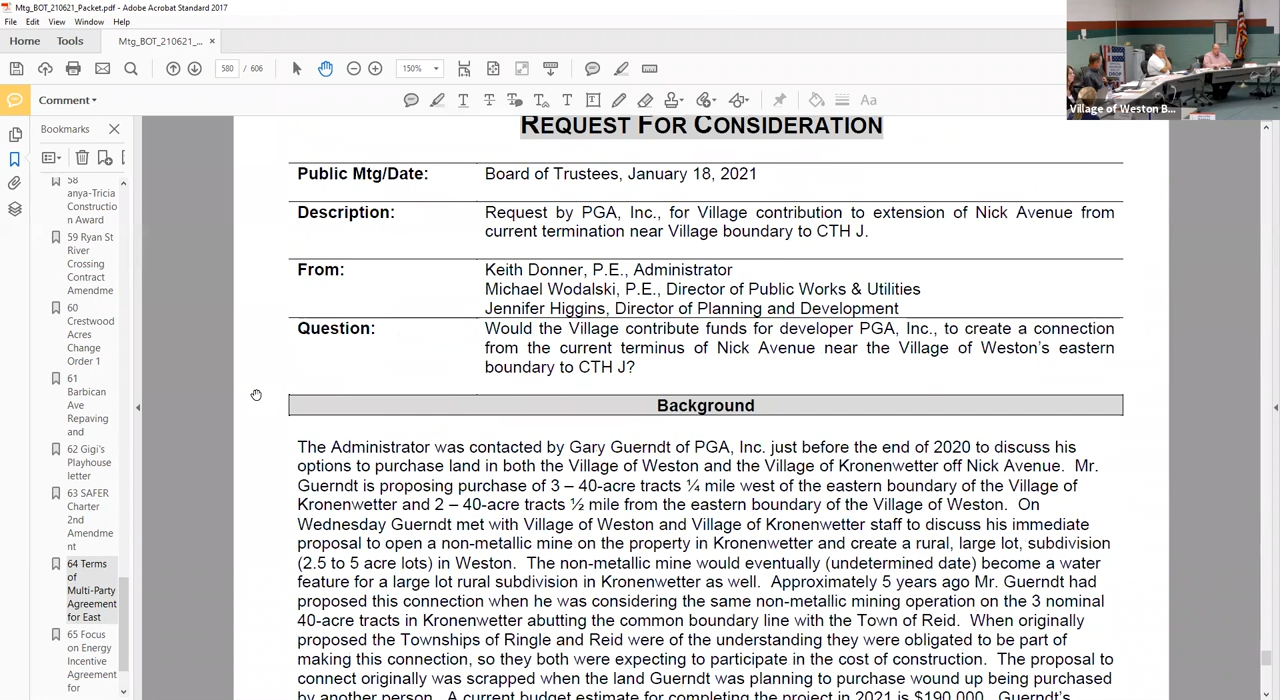 Mtg_BOT_210621_Packet.pdf - Adobe Acrobat Standard 2017
File Edit View Window Help
Home Tools Mtg_BOT_210621_... ×
580 / 606 150%
Comment
Bookmarks
58
anya-Tricia
Constructio
n Award
59 Ryan St
River
Crossing
Contract
Amendme
60
Crestwood
Acres
Change
Order 1
61
Barbican
Ave
Repaving
and
62 Gigi's
Playhouse
letter
63 SAFER
Charter
2nd
Amendme
nt
64 Terms
of
Multi-Party
Agreement
for East
65 Focus
on Energy
Incentive
Agreement
for
REQUEST FOR CONSIDERATION
Public Mtg/Date: Board of Trustees, January 18, 2021
Description: Request by PGA, Inc., for Village contribution to extension of Nick Avenue from
current termination near Village boundary to CTH J.
From: Keith Donner, P.E., Administrator
Michael Wodalski, P.E., Director of Public Works & Utilities
Jennifer Higgins, Director of Planning and Development
Question: Would the Village contribute funds for developer PGA, Inc., to create a connection
from the current terminus of Nick Avenue near the Village of Weston's eastern
boundary to CTH J?
Background
The Administrator was contacted by Gary Guerndt of PGA, Inc. just before the end of 2020 to discuss his
options to purchase land in both the Village of Weston and the Village of Kronenwetter off Nick Avenue. Mr.
Guerndt is proposing purchase of 3 – 40-acre tracts ¼ mile west of the eastern boundary of the Village of
Kronenwetter and 2 – 40-acre tracts ½ mile from the eastern boundary of the Village of Weston. On
Wednesday Guerndt met with Village of Weston and Village of Kronenwetter staff to discuss his immediate
proposal to open a non-metallic mine on the property in Kronenwetter and create a rural, large lot, subdivision
(2.5 to 5 acre lots) in Weston. The non-metallic mine would eventually (undetermined date) become a water
feature for a large lot rural subdivision in Kronenwetter as well. Approximately 5 years ago Mr. Guerndt had
proposed this connection when he was considering the same non-metallic mining operation on the 3 nominal
40-acre tracts in Kronenwetter abutting the common boundary line with the Town of Reid. When originally
proposed the Townships of Ringle and Reid were of the understanding they were obligated to be part of
making this connection, so they both were expecting to participate in the cost of construction. The proposal to
connect originally was scrapped when the land Guerndt was planning to purchase wound up being purchased
by another person. A current budget estimate for completing the project in 2021 is $190,000. Guerndt's
Village of Weston B...